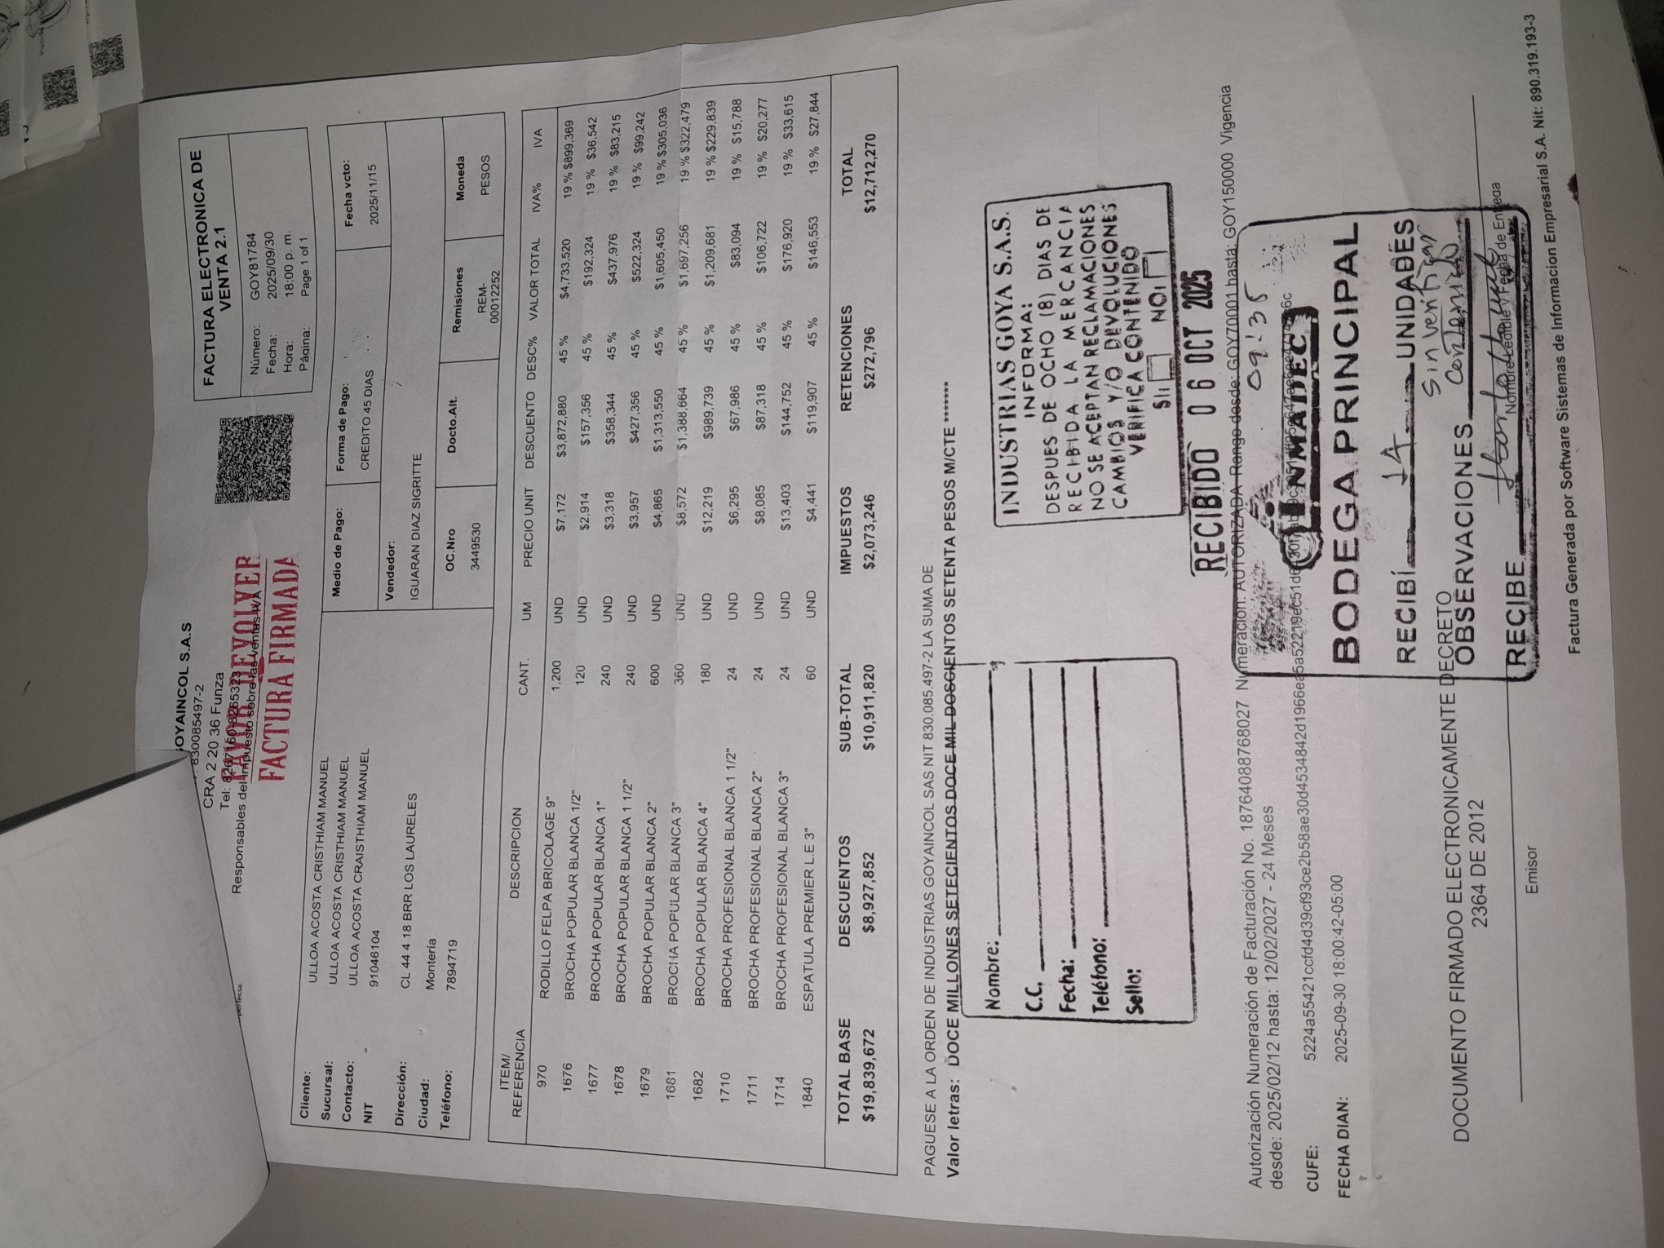 OYAINCOL S.A.S
830085497-2
CRA 2 20 36 Funza
Responsables del impuesto sobre las ventas IVA
FAVOR DEVOLVER
FACTURA FIRMADA
FACTURA ELECTRONICA DE
VENTA 2.1
Número: GOY81784
Fecha: 2025/09/30
Hora: 18:00 p. m.
Página: Page 1 of 1
Cliente: ULLOA ACOSTA CRISTHIAM MANUEL
Sucursal: ULLOA ACOSTA CRISTHIAM MANUEL
Contacto: ULLOA ACOSTA CRAISTHIAM MANUEL
NIT 91046104
Dirección: CL 44 4 18 BRR LOS LAURELES
Ciudad: Montería
Teléfono: 7894719
Medio de Pago:
Forma de Pago: CREDITO 45 DIAS
Fecha vcto: 2025/11/15
Vendedor:
IGUARAN DIAZ SIGRITTE
OC.Nro Docto.Alt. Remisiones Moneda
3449530 REM-00012252 PESOS
ITEM/REFERENCIA DESCRIPCION CANT. UM PRECIO UNIT DESCUENTO DESC% VALOR TOTAL IVA% IVA
970 RODILLO FELPA BRICOLAGE 9" 1,200 UND $7,172 $3,872,880 45 % $4,733,520 19 % $899,369
1676 BROCHA POPULAR BLANCA 1/2" 120 UND $2,914 $157,356 45 % $192,324 19 % $36,542
1677 BROCHA POPULAR BLANCA 1" 240 UND $3,318 $358,344 45 % $437,976 19 % $83,215
1678 BROCHA POPULAR BLANCA 1 1/2" 240 UND $3,957 $427,356 45 % $522,324 19 % $99,242
1679 BROCHA POPULAR BLANCA 2" 600 UND $4,865 $1,313,550 45 % $1,605,450 19 % $305,036
1681 BROCHA POPULAR BLANCA 3" 360 UND $8,572 $1,388,664 45 % $1,697,256 19 % $322,479
1682 BROCHA POPULAR BLANCA 4" 180 UND $12,219 $989,739 45 % $1,209,681 19 % $229,839
1710 BROCHA PROFESIONAL BLANCA 1 1/2" 24 UND $6,295 $67,986 45 % $83,094 19 % $15,788
1711 BROCHA PROFESIONAL BLANCA 2" 24 UND $8,085 $87,318 45 % $106,722 19 % $20,277
1714 BROCHA PROFESIONAL BLANCA 3" 24 UND $13,403 $144,752 45 % $176,920 19 % $33,615
1840 ESPATULA PREMIER L.E 3" 60 UND $4,441 $119,907 45 % $146,553 19 % $27,844
TOTAL BASE DESCUENTOS SUB-TOTAL IMPUESTOS RETENCIONES TOTAL
$19,839,672 $8,927,852 $10,911,820 $2,073,246 $272,796 $12,712,270
PAGUESE A LA ORDEN DE INDUSTRIAS GOYAINCOL SAS NIT 830.085.497-2 LA SUMA DE
Valor letras: DOCE MILLONES SETECIENTOS DOCE MIL DOSCIENTOS SETENTA PESOS M/CTE ******
Nombre:
C.C.
Fecha:
Teléfono:
Sello:
INDUSTRIAS GOYA S.A.S.
INFORMA:
DESPUES DE OCHO (8) DIAS DE
RECIBIDA LA MERCANCIA
NO SE ACEPTAN RECLAMACIONES
CAMBIOS Y/O DEVOLUCIONES
VERIFICA CONTENIDO
SI NO
RECIBIDO 06 OCT 2025
09:35
Autorización Numeración de Facturación No. 18764088768027 Numeración: AUTORIZADA Rango desde: GOY70001 hasta: GOY150000 Vigencia
desde: 2025/02/12 hasta: 12/02/2027 - 24 Meses
CUFE:
FECHA DIAN: 2025-09-30 18:00:42-05:00
INMADEC
BODEGA PRINCIPAL
RECIBÍ UNIDADES
OBSERVACIONES sin verificar contenido
RECIBE
DOCUMENTO FIRMADO ELECTRONICAMENTE DECRETO
2364 DE 2012
Emisor
Nombre Legible y Fecha de Entrega
Factura Generada por Software Sistemas de Informacion Empresarial S.A. Nit: 890.319.193-3